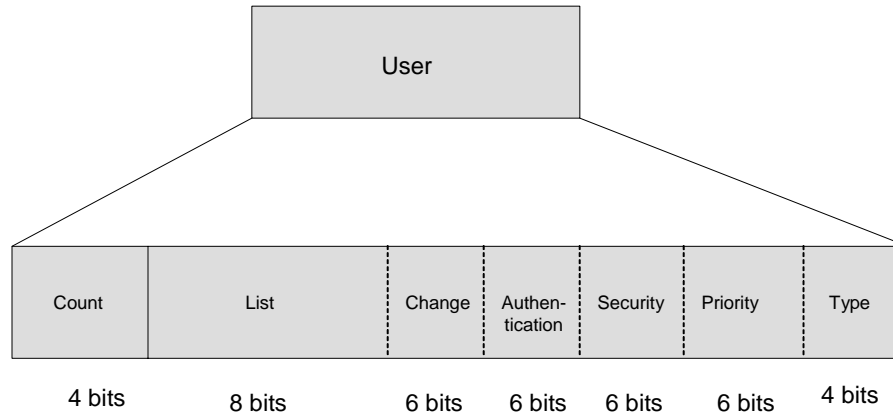 User
Count
List
Change
Authen-
tication
Security
Priority
Type
4 bits
8 bits
6 bits
6 bits
6 bits
6 bits
4 bits